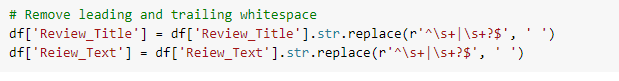 # Remove leading and trailing whitespace
df['Review_Title'] = df['Review_Title'].str.replace(r'^\s+|\s+?$', ' ')
df['Reiew_Text'] = df['Reiew_Text'].str.replace(r'^\s+|\s+?$', ' ')